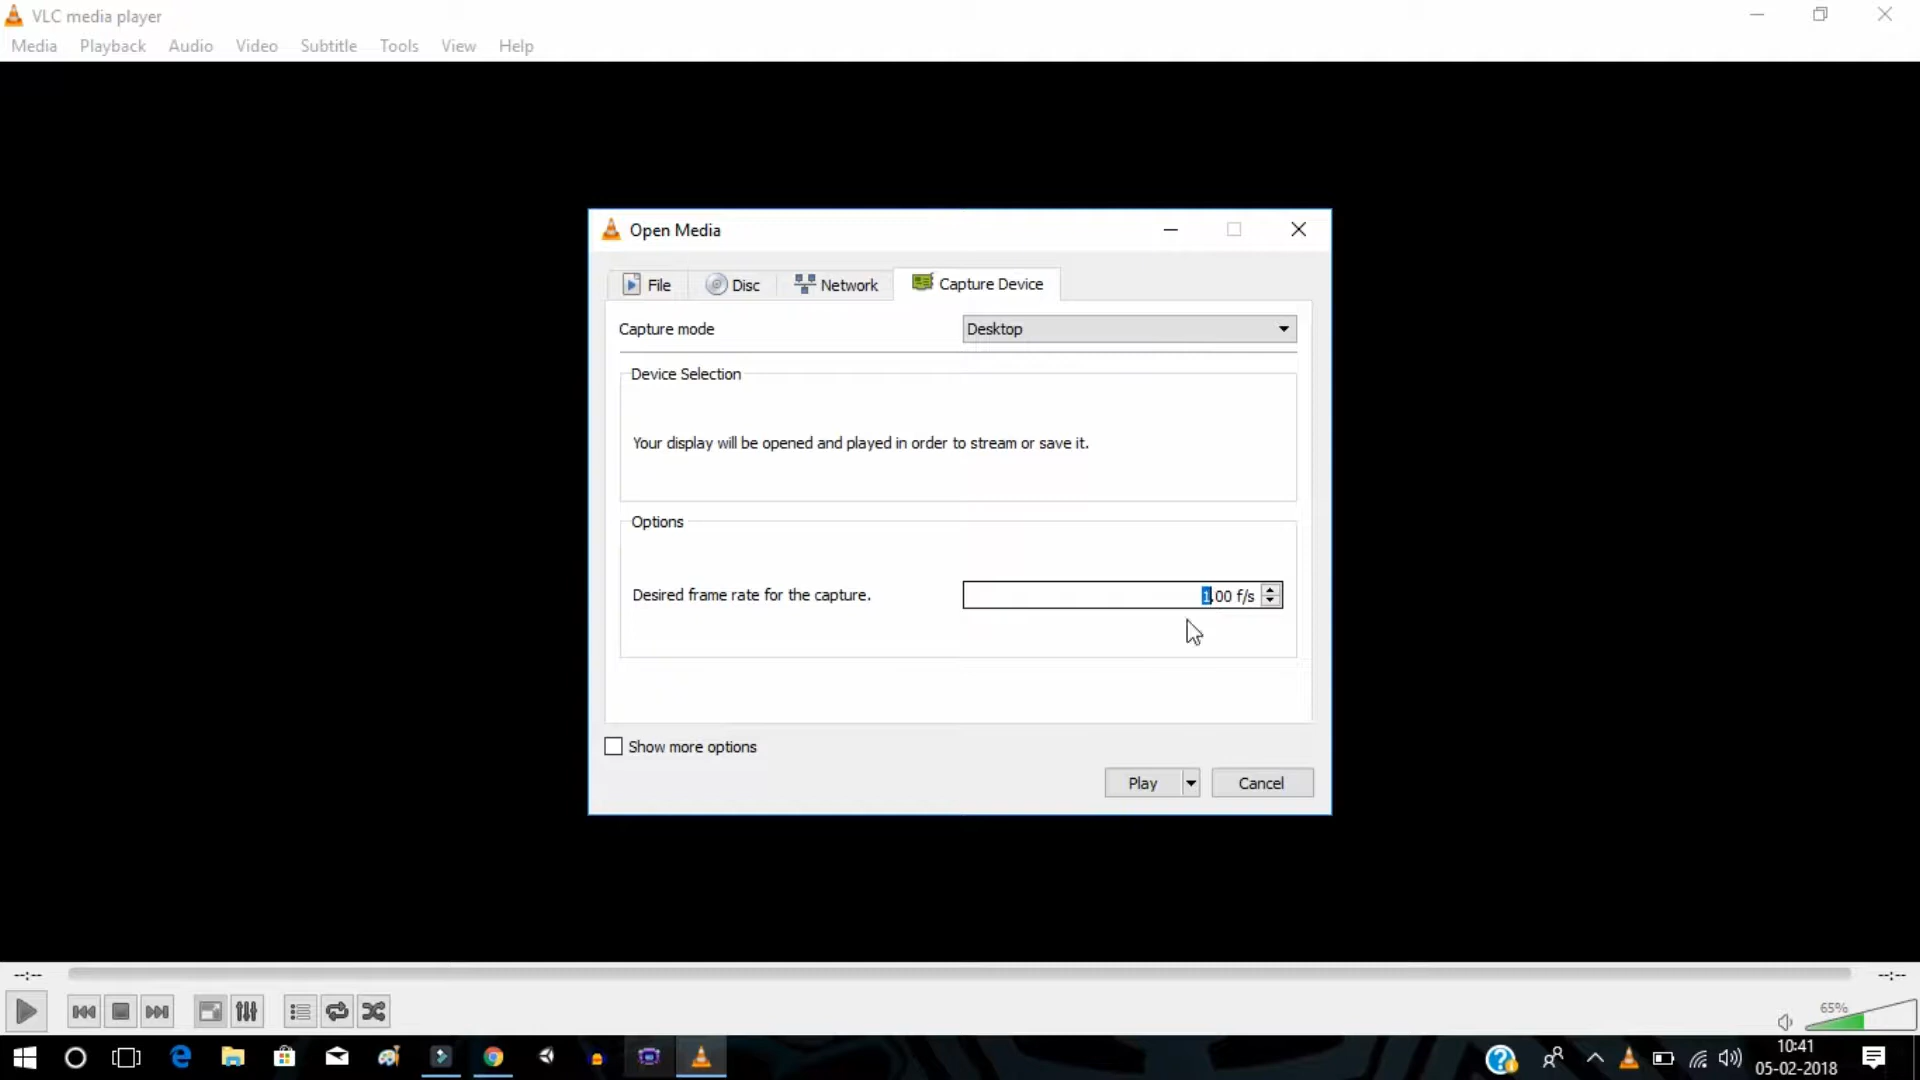 VLC media player
Media Playback Audio Video Subtitle Tools View Help
Open Media
File Disc Network Capture Device
Capture mode Desktop
Device Selection
Your display will be opened and played in order to stream or save it.
Options
Desired frame rate for the capture. 1.00 f/s
Show more options
Play Cancel
--:-- --:--
65%
10:41
05-02-2018